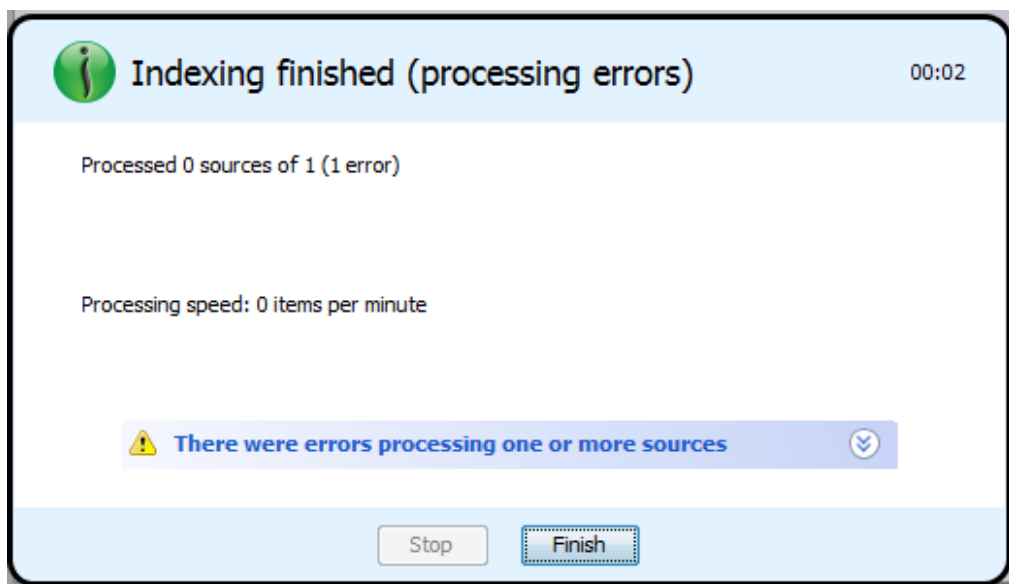 Indexing finished (processing errors)
00:02
Processed 0 sources of 1 (1 error)
Processing speed: 0 items per minute
There were errors processing one or more sources
Stop
Finish